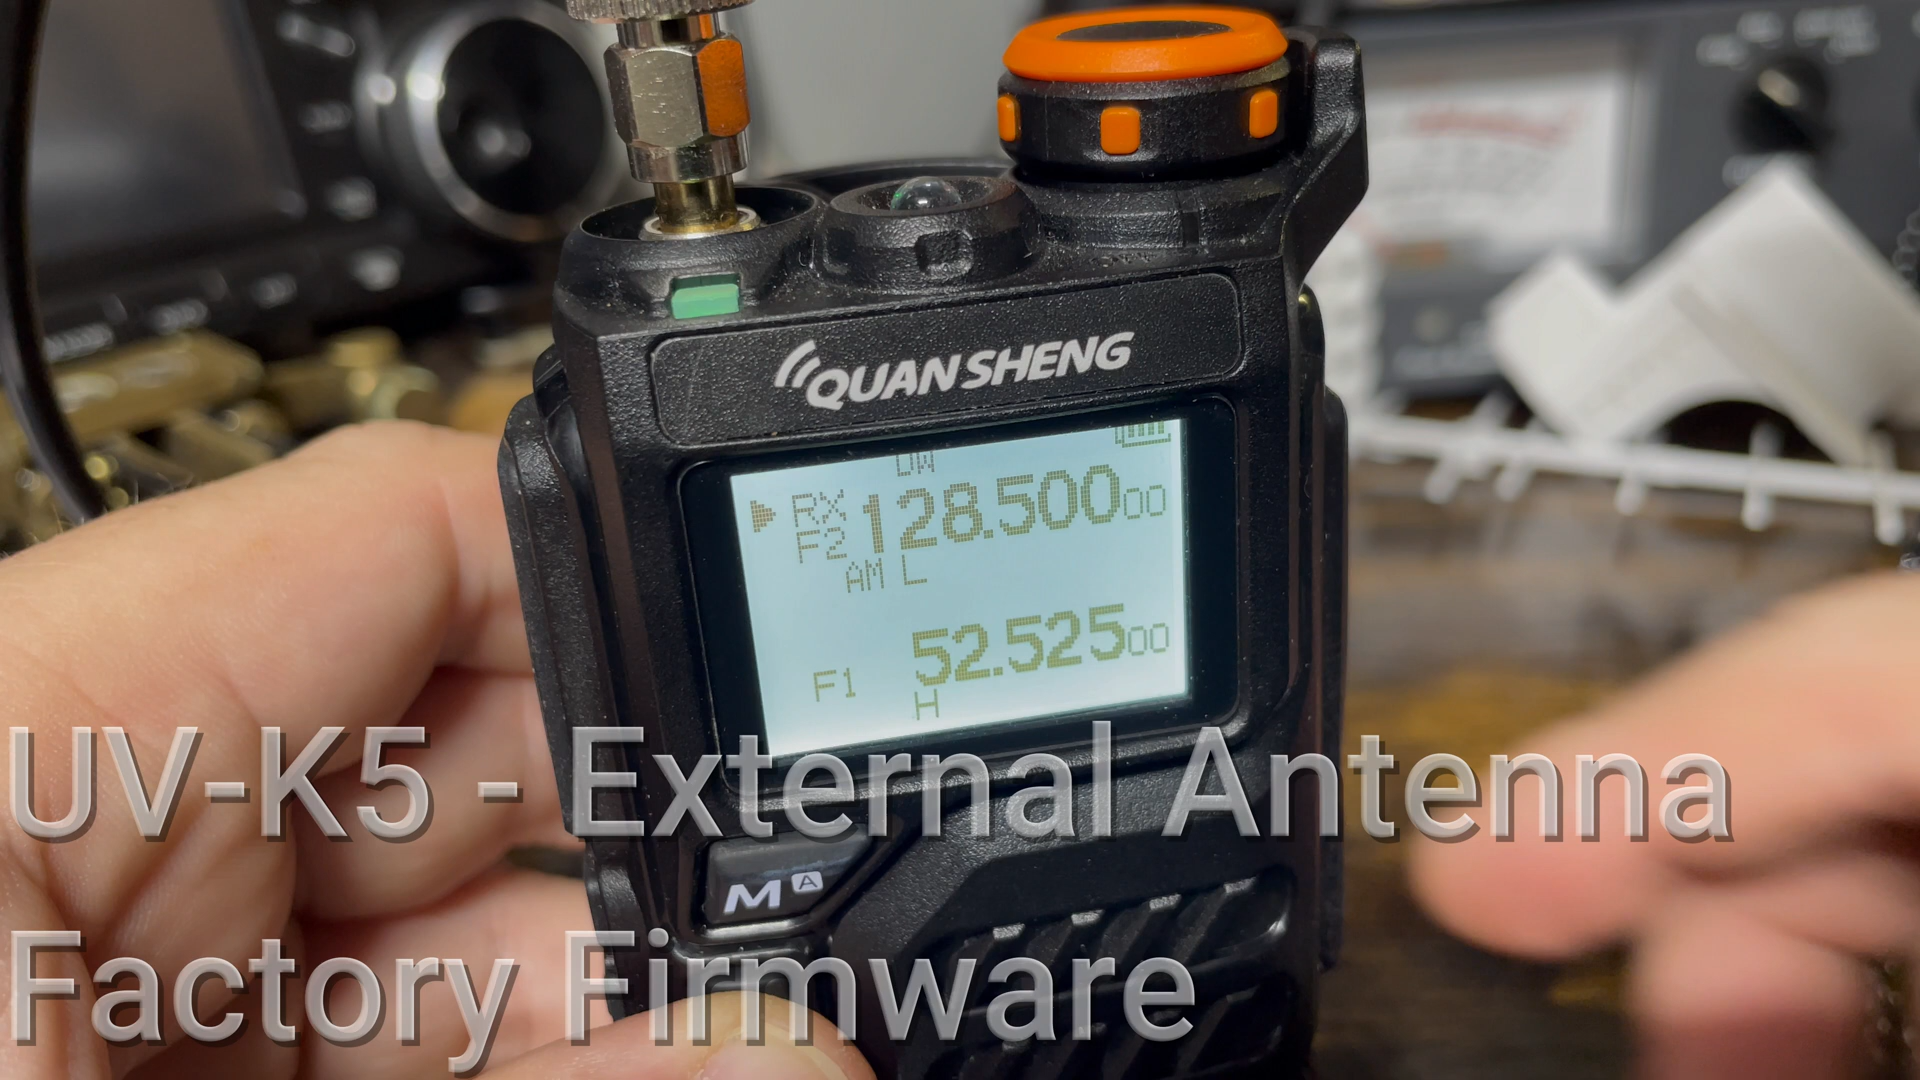 QUANSHENG
DW
RX 128.50000
F2
AM L
52.52500
F1
H
UV-K5 - External Antenna
M A
Factory Firmware